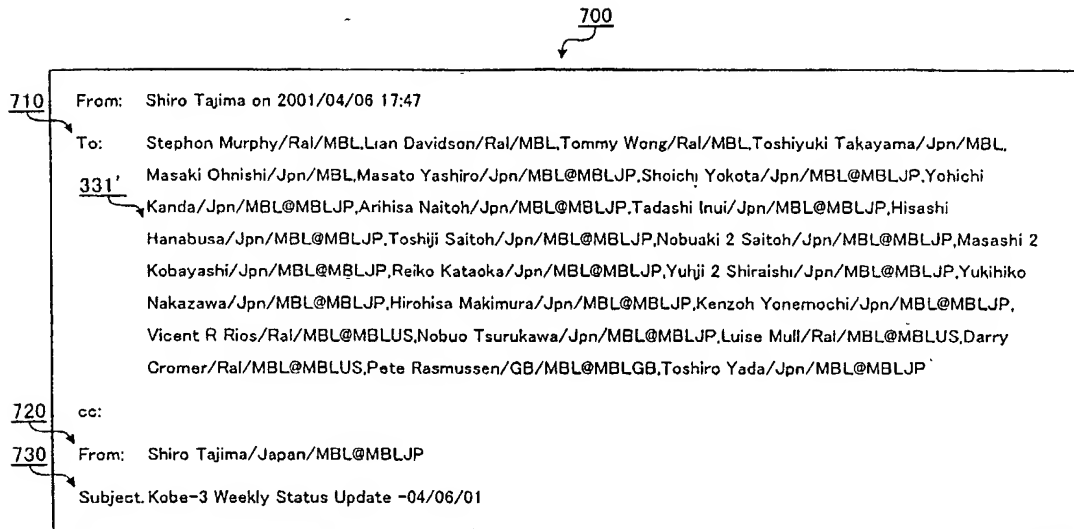 700
710 From: Shiro Tajima on 2001/04/06 17:47
To: Stephon Murphy/Ral/MBL,Lian Davidson/Ral/MBL,Tommy Wong/Ral/MBL,Toshiyuki Takayama/Jpn/MBL,
Masaki Ohnishi/Jpn/MBL,Masato Yashiro/Jpn/MBL@MBLJP,Shoichi Yokota/Jpn/MBL@MBLJP,Yohichi
331'
Kanda/Jpn/MBL@MBLJP,Arihisa Naitoh/Jpn/MBL@MBLJP,Tadashi Inui/Jpn/MBL@MBLJP,Hisashi
Hanabusa/Jpn/MBL@MBLJP,Toshiji Saitoh/Jpn/MBL@MBLJP,Nobuaki 2 Saitoh/Jpn/MBL@MBLJP,Masashi 2
Kobayashi/Jpn/MBL@MBLJP,Reiko Kataoka/Jpn/MBL@MBLJP,Yuhji 2 Shiraishi/Jpn/MBL@MBLJP,Yukihiko
Nakazawa/Jpn/MBL@MBLJP,Hirohisa Makimura/Jpn/MBL@MBLJP,Kenzoh Yonemochi/Jpn/MBL@MBLJP,
Vicent R Rios/Ral/MBL@MBLUS,Nobuo Tsurukawa/Jpn/MBL@MBLJP,Luise Mull/Ral/MBL@MBLUS,Darry
Cromer/Ral/MBL@MBLUS,Pete Rasmussen/GB/MBL@MBLGB,Toshiro Yada/Jpn/MBL@MBLJP
720 cc:
730 From: Shiro Tajima/Japan/MBL@MBLJP
Subject. Kobe-3 Weekly Status Update -04/06/01